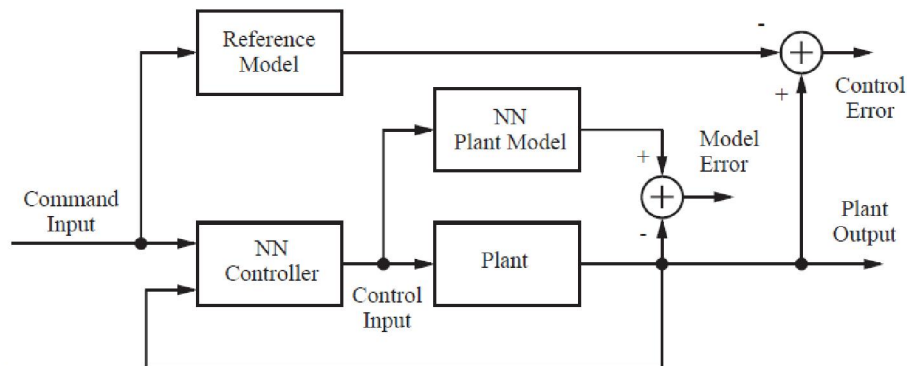 Reference
Model
-
+
Control
Error
NN
Plant Model
+
Model
Error
Command
Input
NN
Controller
Plant
-
+
+
Plant
Output
Control
Input